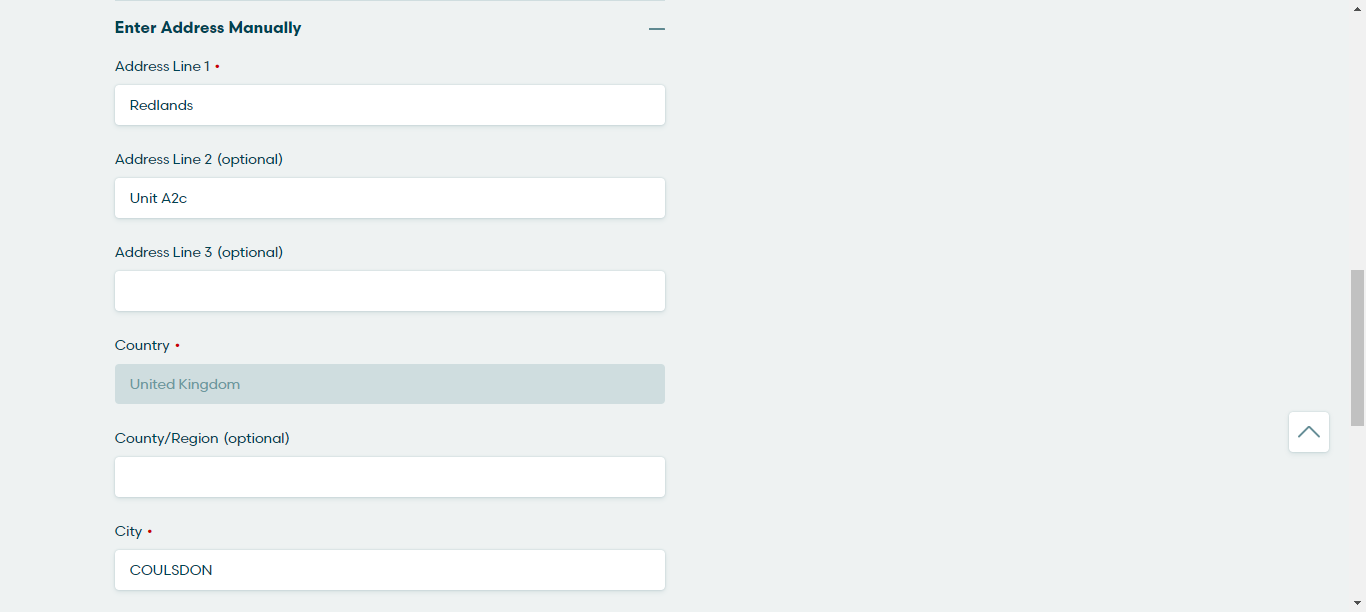 Enter Address Manually
Address Line 1 •
Redlands
Address Line 2 (optional)
Unit A2c
Address Line 3 (optional)
Country •
United Kingdom
County/Region (optional)
City •
COULSDON